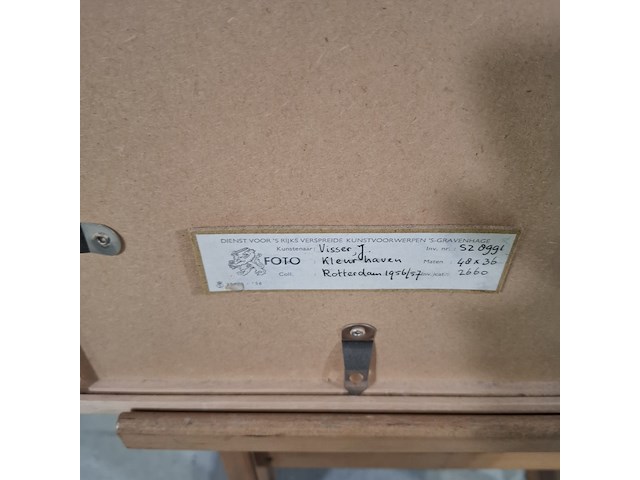 DIENST VOOR 'S RIJKS VERSPREIDE KUNSTVOORWERPEN 'S-GRAVENHAGE
Kunstenaar: Visser J. Inv. nr.: SZ 8991
FOTO : Kleurhaven Maten: 48 x 36
Coll. Rotterdam 1956/57 2660